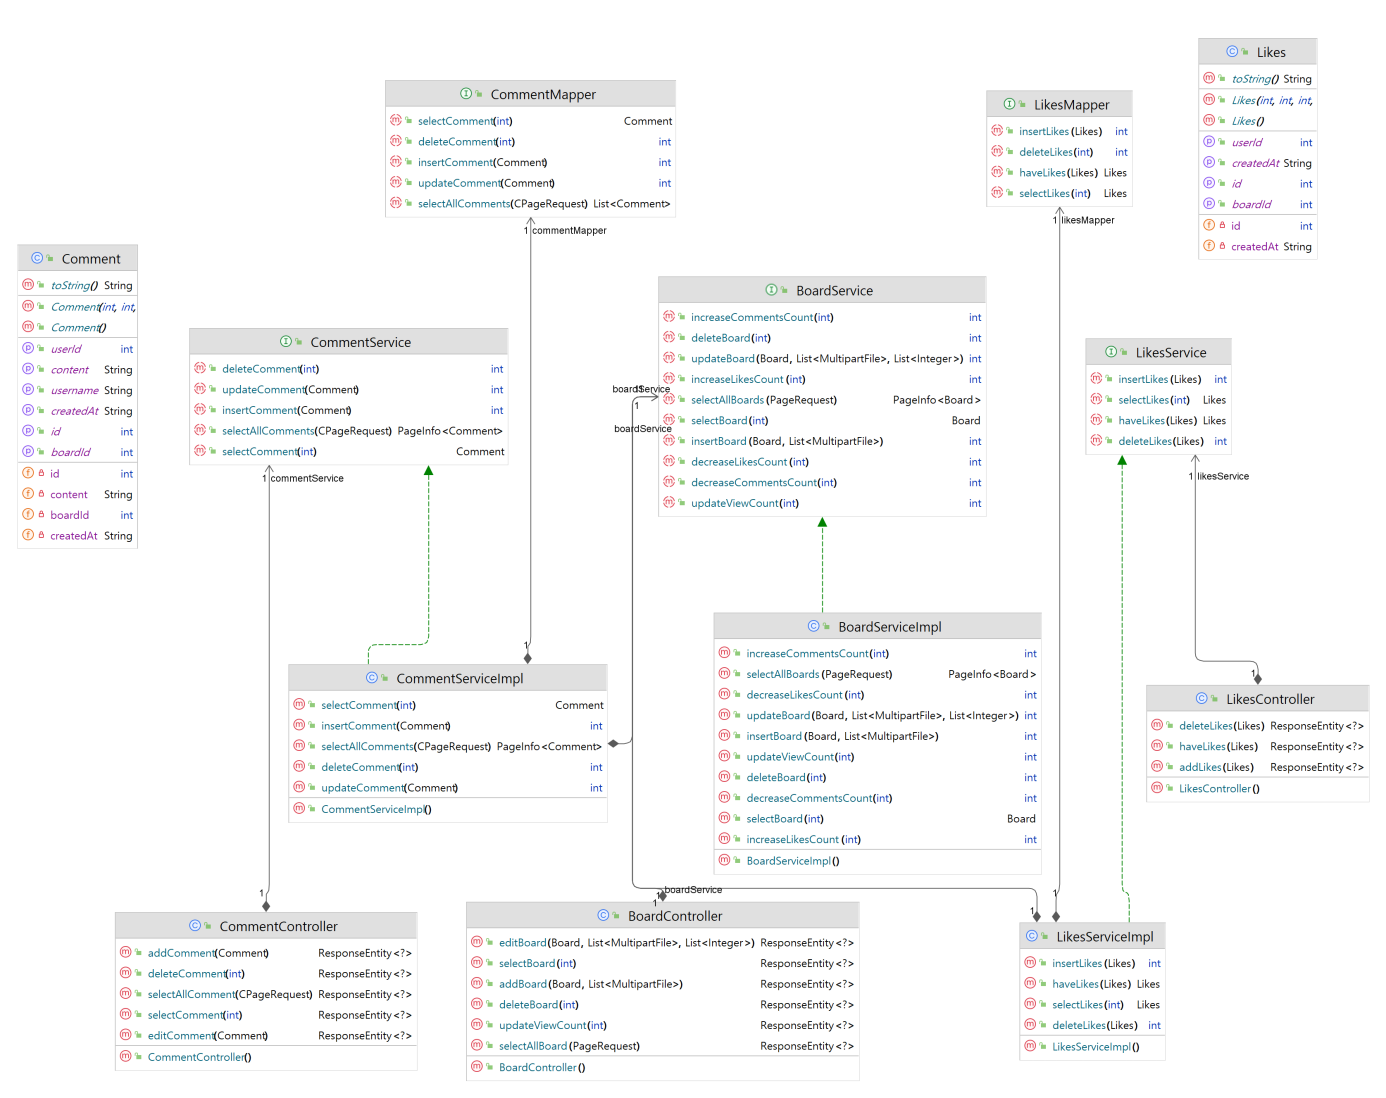 Likes
toString() String
Likes(int, int, int,
Likes()
userId int
createdAt String
id int
boardId int
id int
createdAt String
CommentMapper
selectComment(int) Comment
deleteComment(int) int
insertComment(Comment) int
updateComment(Comment) int
selectAllComments(CPageRequest) List<Comment>
1 commentMapper
LikesMapper
insertLikes(Likes) int
deleteLikes(int) int
haveLikes(Likes) Likes
selectLikes(int) Likes
1 likesMapper
Comment
toString() String
Comment(int, int,
Comment()
userId int
content String
username String
createdAt String
id int
boardId int
id int
content String
boardId int
createdAt String
CommentService
deleteComment(int) int
updateComment(Comment) int
insertComment(Comment) int
selectAllComments(CPageRequest) PageInfo<Comment>
selectComment(int) Comment
1 commentService
BoardService
increaseCommentsCount(int) int
deleteBoard(int) int
updateBoard(Board, List<MultipartFile>, List<Integer>) int
increaseLikesCount(int) int
selectAllBoards(PageRequest) PageInfo<Board>
selectBoard(int) Board
insertBoard(Board, List<MultipartFile>) int
decreaseLikesCount(int) int
decreaseCommentsCount(int) int
updateViewCount(int) int
boardService
1
boardService
LikesService
insertLikes(Likes) int
selectLikes(int) Likes
haveLikes(Likes) Likes
deleteLikes(Likes) int
1 likesService
BoardServiceImpl
increaseCommentsCount(int) int
selectAllBoards(PageRequest) PageInfo<Board>
decreaseLikesCount(int) int
updateBoard(Board, List<MultipartFile>, List<Integer>) int
insertBoard(Board, List<MultipartFile>) int
updateViewCount(int) int
deleteBoard(int) int
decreaseCommentsCount(int) int
selectBoard(int) Board
increaseLikesCount(int) int
BoardServiceImpl()
1
CommentServiceImpl
selectComment(int) Comment
insertComment(Comment) int
selectAllComments(CPageRequest) PageInfo<Comment>
deleteComment(int) int
updateComment(Comment) int
CommentServiceImpl()
1
LikesController
deleteLikes(Likes) ResponseEntity<?>
haveLikes(Likes) ResponseEntity<?>
addLikes(Likes) ResponseEntity<?>
LikesController()
1
CommentController
addComment(Comment) ResponseEntity<?>
deleteComment(int) ResponseEntity<?>
selectAllComment(CPageRequest) ResponseEntity<?>
selectComment(int) ResponseEntity<?>
editComment(Comment) ResponseEntity<?>
CommentController()
boardService
1
1
BoardController
editBoard(Board, List<MultipartFile>, List<Integer>) ResponseEntity<?>
selectBoard(int) ResponseEntity<?>
addBoard(Board, List<MultipartFile>) ResponseEntity<?>
deleteBoard(int) ResponseEntity<?>
updateViewCount(int) ResponseEntity<?>
selectAllBoard(PageRequest) ResponseEntity<?>
BoardController()
1 1
LikesServiceImpl
insertLikes(Likes) int
haveLikes(Likes) Likes
selectLikes(int) Likes
deleteLikes(Likes) int
LikesServiceImpl()